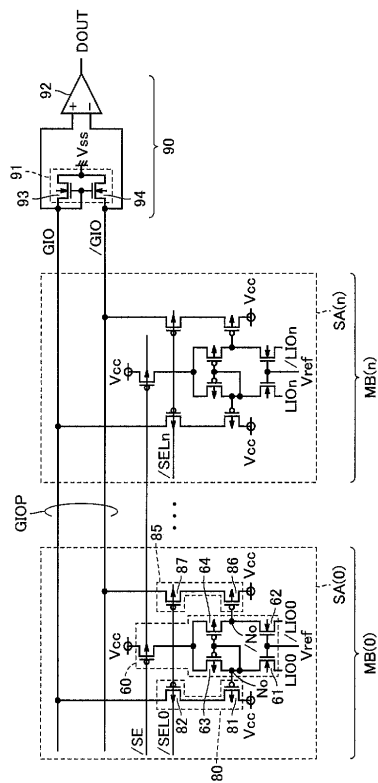 DOUT
92
+
−
90
91
Vss
93
94
GIO
/GIO
GIOP
Vcc
Vcc
Vcc
/SELn
LIOn
/LIOn
Vref
SA(n)
MB(n)
...
85
87
64
86
Vcc
Vcc
60
/SE
/SEL0
82
63
81
No
/No
80
Vcc
61
62
LIO0
/LIO0
Vref
SA(0)
MB(0)